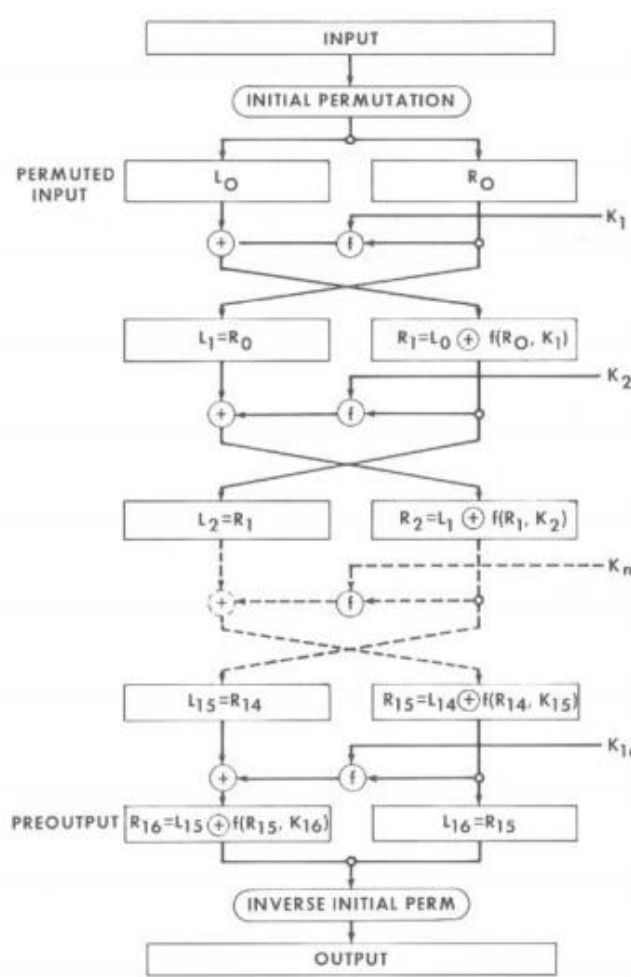 INPUT
INITIAL PERMUTATION
PERMUTED
INPUT
L₀
R₀
K₁
+
f
L₁=R₀
R₁=L₀ ⊕ f(R₀, K₁)
K₂
+
f
L₂=R₁
R₂=L₁ ⊕ f(R₁, K₂)
Kₙ
+
f
L₁₅=R₁₄
R₁₅=L₁₄⊕f(R₁₄, K₁₅)
K₁₆
+
f
PREOUTPUT
R₁₆=L₁₅⊕f(R₁₅, K₁₆)
L₁₆=R₁₅
INVERSE INITIAL PERM
OUTPUT